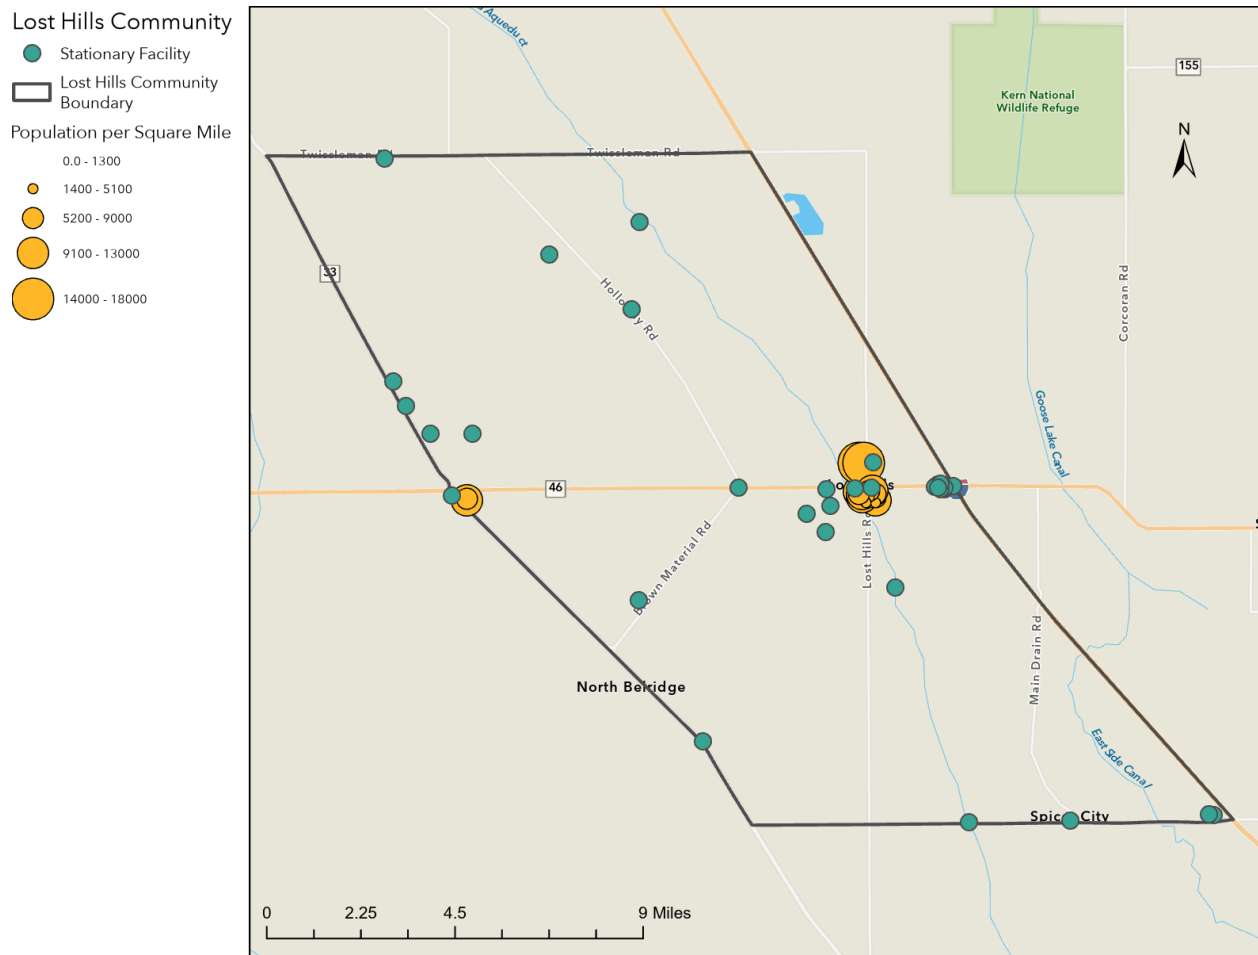 Lost Hills Community
Stationary Facility
Lost Hills Community
Boundary
Population per Square Mile
0.0 - 1300
1400 - 5100
5200 - 9000
9100 - 13000
14000 - 18000
Aqueduct
155
Kern National
Wildlife Refuge
N
Twisselman Rd
Twisselman Rd
33
Corcoran Rd
Holloway Rd
Goose Lake Canal
46
Lost Hills Rd
Brown Material Rd
Main Drain Rd
North Belridge
East Side Canal
Spicer City
0
2.25
4.5
9 Miles